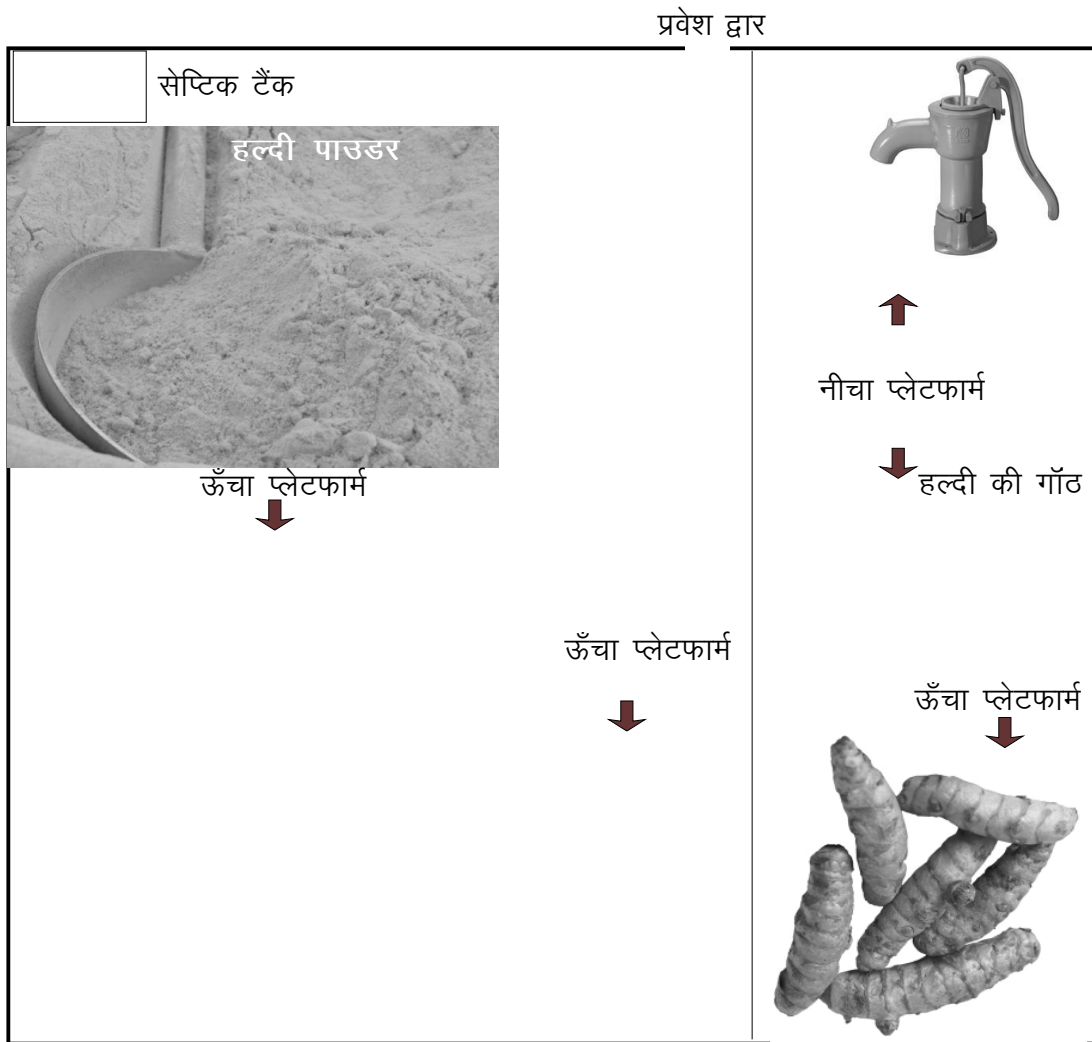 प्रवेश द्वार
सेप्टिक टैंक
हल्दी पाउडर
नीचा प्लेटफार्म
ऊँचा प्लेटफार्म
हल्दी की गॉठ
ऊँचा प्लेटफार्म
ऊँचा प्लेटफार्म